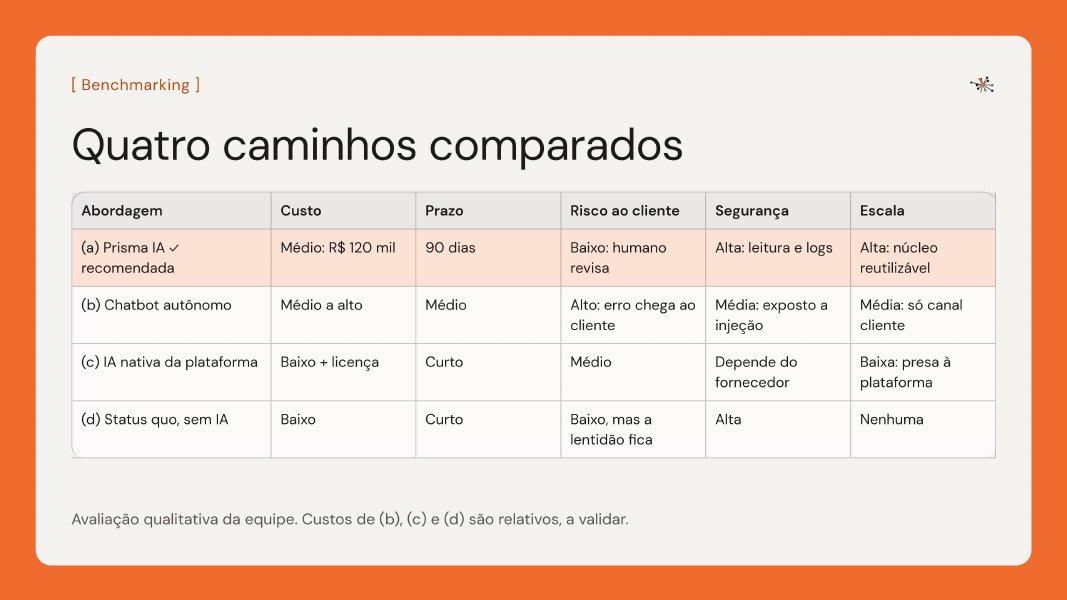 [ Benchmarking ]
Quatro caminhos comparados
Abordagem Custo Prazo Risco ao cliente Segurança Escala
(a) Prisma IA ✓ recomendada Médio: R$ 120 mil 90 dias Baixo: humano revisa Alta: leitura e logs Alta: núcleo reutilizável
(b) Chatbot autônomo Médio a alto Médio Alto: erro chega ao cliente Média: exposto a injeção Média: só canal cliente
(c) IA nativa da plataforma Baixo + licença Curto Médio Depende do fornecedor Baixa: presa à plataforma
(d) Status quo, sem IA Baixo Curto Baixo, mas a lentidão fica Alta Nenhuma
Avaliação qualitativa da equipe. Custos de (b), (c) e (d) são relativos, a validar.